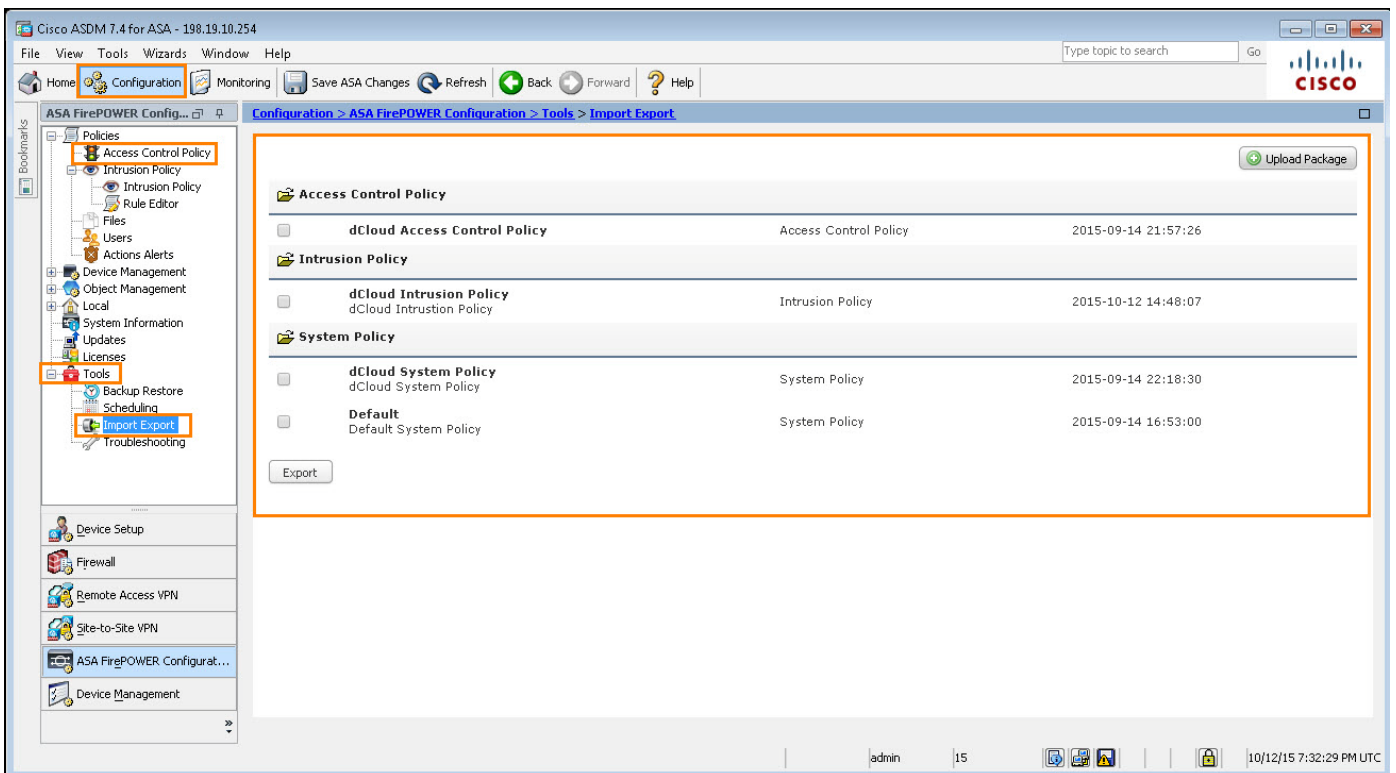 Cisco ASDM 7.4 for ASA - 198.19.10.254
File View Tools Wizards Window Help
Type topic to search Go
Home Configuration Monitoring Save ASA Changes Refresh Back Forward Help
CISCO
Bookmarks
ASA FirePOWER Config...
Policies
Access Control Policy
Intrusion Policy
Intrusion Policy
Rule Editor
Files
Users
Actions Alerts
Device Management
Object Management
Local
System Information
Updates
Licenses
Tools
Backup Restore
Scheduling
Import Export
Troubleshooting
Device Setup
Firewall
Remote Access VPN
Site-to-Site VPN
ASA FirePOWER Configurat...
Device Management
Configuration > ASA FirePOWER Configuration > Tools > Import Export
Upload Package
Access Control Policy
dCloud Access Control Policy Access Control Policy 2015-09-14 21:57:26
Intrusion Policy
dCloud Intrusion Policy
dCloud Intrustion Policy Intrusion Policy 2015-10-12 14:48:07
System Policy
dCloud System Policy
dCloud System Policy System Policy 2015-09-14 22:18:30
Default
Default System Policy System Policy 2015-09-14 16:53:00
Export
admin 15 10/12/15 7:32:29 PM UTC